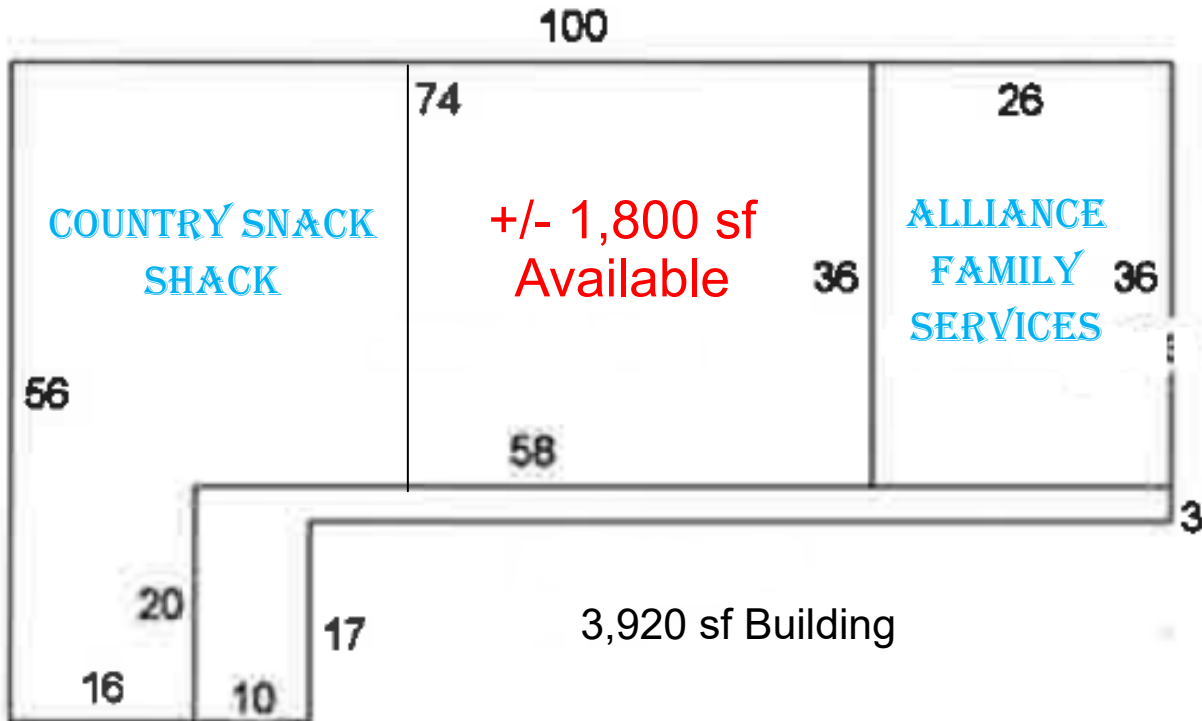 100
74
26
COUNTRY SNACK
SHACK
+/- 1,800 sf
Available
ALLIANCE
FAMILY
SERVICES
36
36
56
58
3
20
17
3,920 sf Building
16
10